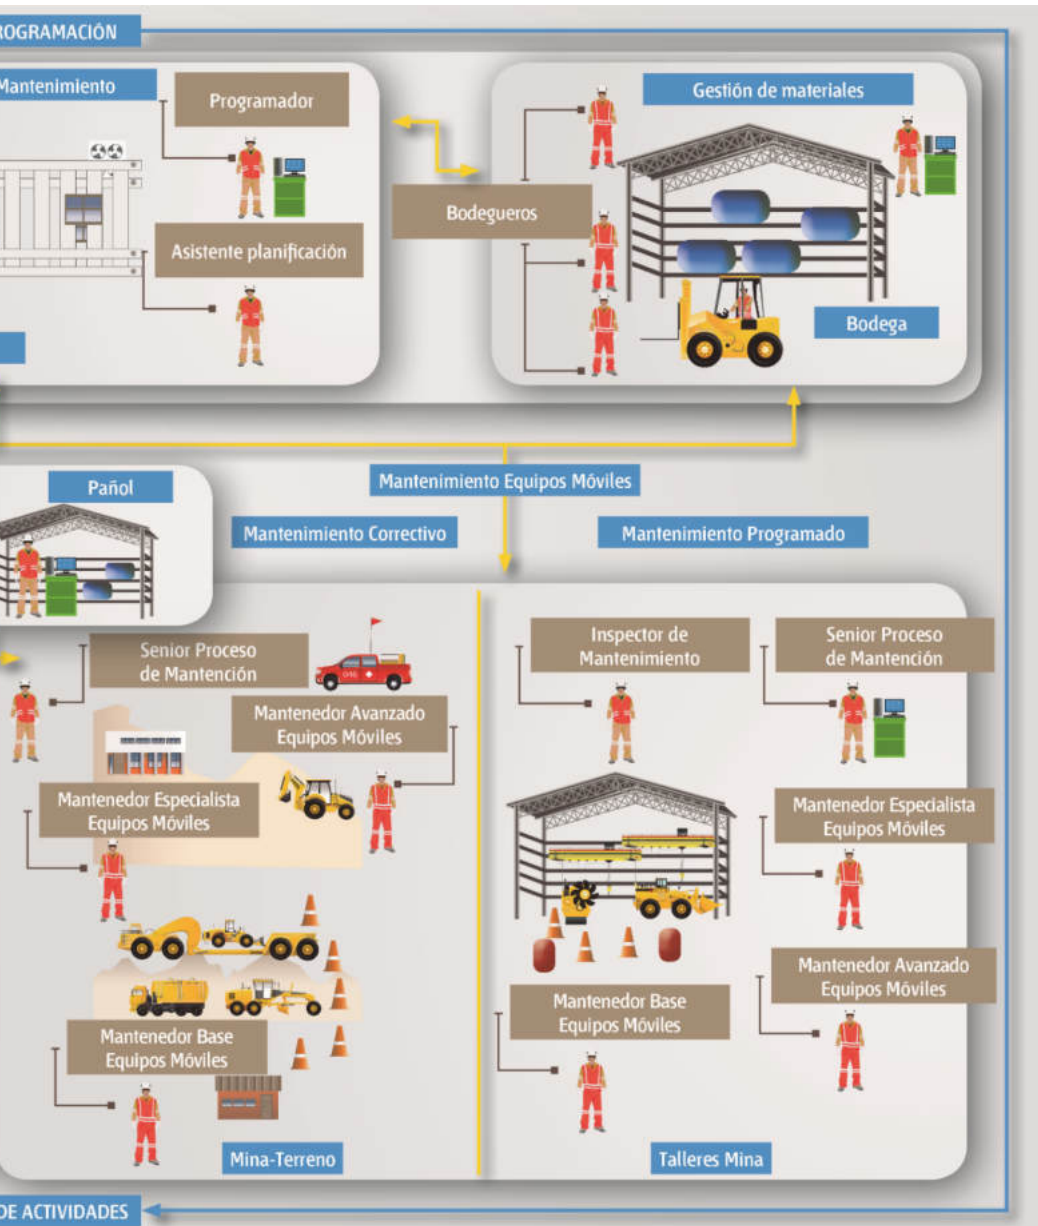 ROGRAMACIÓN
Mantenimiento
Programador
Gestión de materiales
Bodegueros
Asistente planificación
Bodega
Mantenimiento Equipos Móviles
Pañol
Mantenimiento Correctivo
Mantenimiento Programado
Senior Proceso
de Mantención
Inspector de
Mantenimiento
Senior Proceso
de Mantención
Mantenedor Avanzado
Equipos Móviles
Mantenedor Especialista
Equipos Móviles
Mantenedor Especialista
Equipos Móviles
Mantenedor Avanzado
Equipos Móviles
Mantenedor Base
Equipos Móviles
Mantenedor Base
Equipos Móviles
Mina-Terreno
Talleres Mina
DE ACTIVIDADES